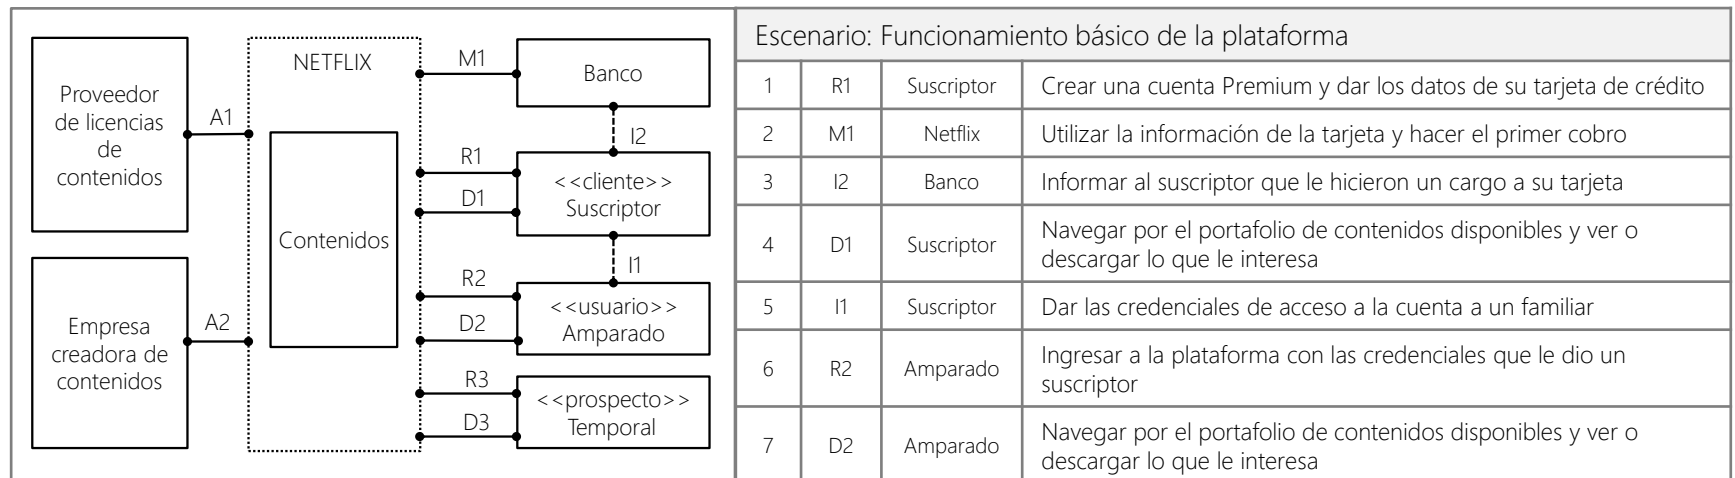 NETFLIX
Proveedor
de licencias
de
contenidos
A1
Empresa
creadora de
contenidos
A2
Contenidos
M1
Banco
I2
R1
D1
<<cliente>>
Suscriptor
I1
R2
D2
<<usuario>>
Amparado
R3
D3
<<prospecto>>
Temporal
Escenario: Funcionamiento básico de la plataforma
1 R1 Suscriptor Crear una cuenta Premium y dar los datos de su tarjeta de crédito
2 M1 Netflix Utilizar la información de la tarjeta y hacer el primer cobro
3 I2 Banco Informar al suscriptor que le hicieron un cargo a su tarjeta
4 D1 Suscriptor Navegar por el portafolio de contenidos disponibles y ver o
descargar lo que le interesa
5 I1 Suscriptor Dar las credenciales de acceso a la cuenta a un familiar
6 R2 Amparado Ingresar a la plataforma con las credenciales que le dio un
suscriptor
7 D2 Amparado Navegar por el portafolio de contenidos disponibles y ver o
descargar lo que le interesa